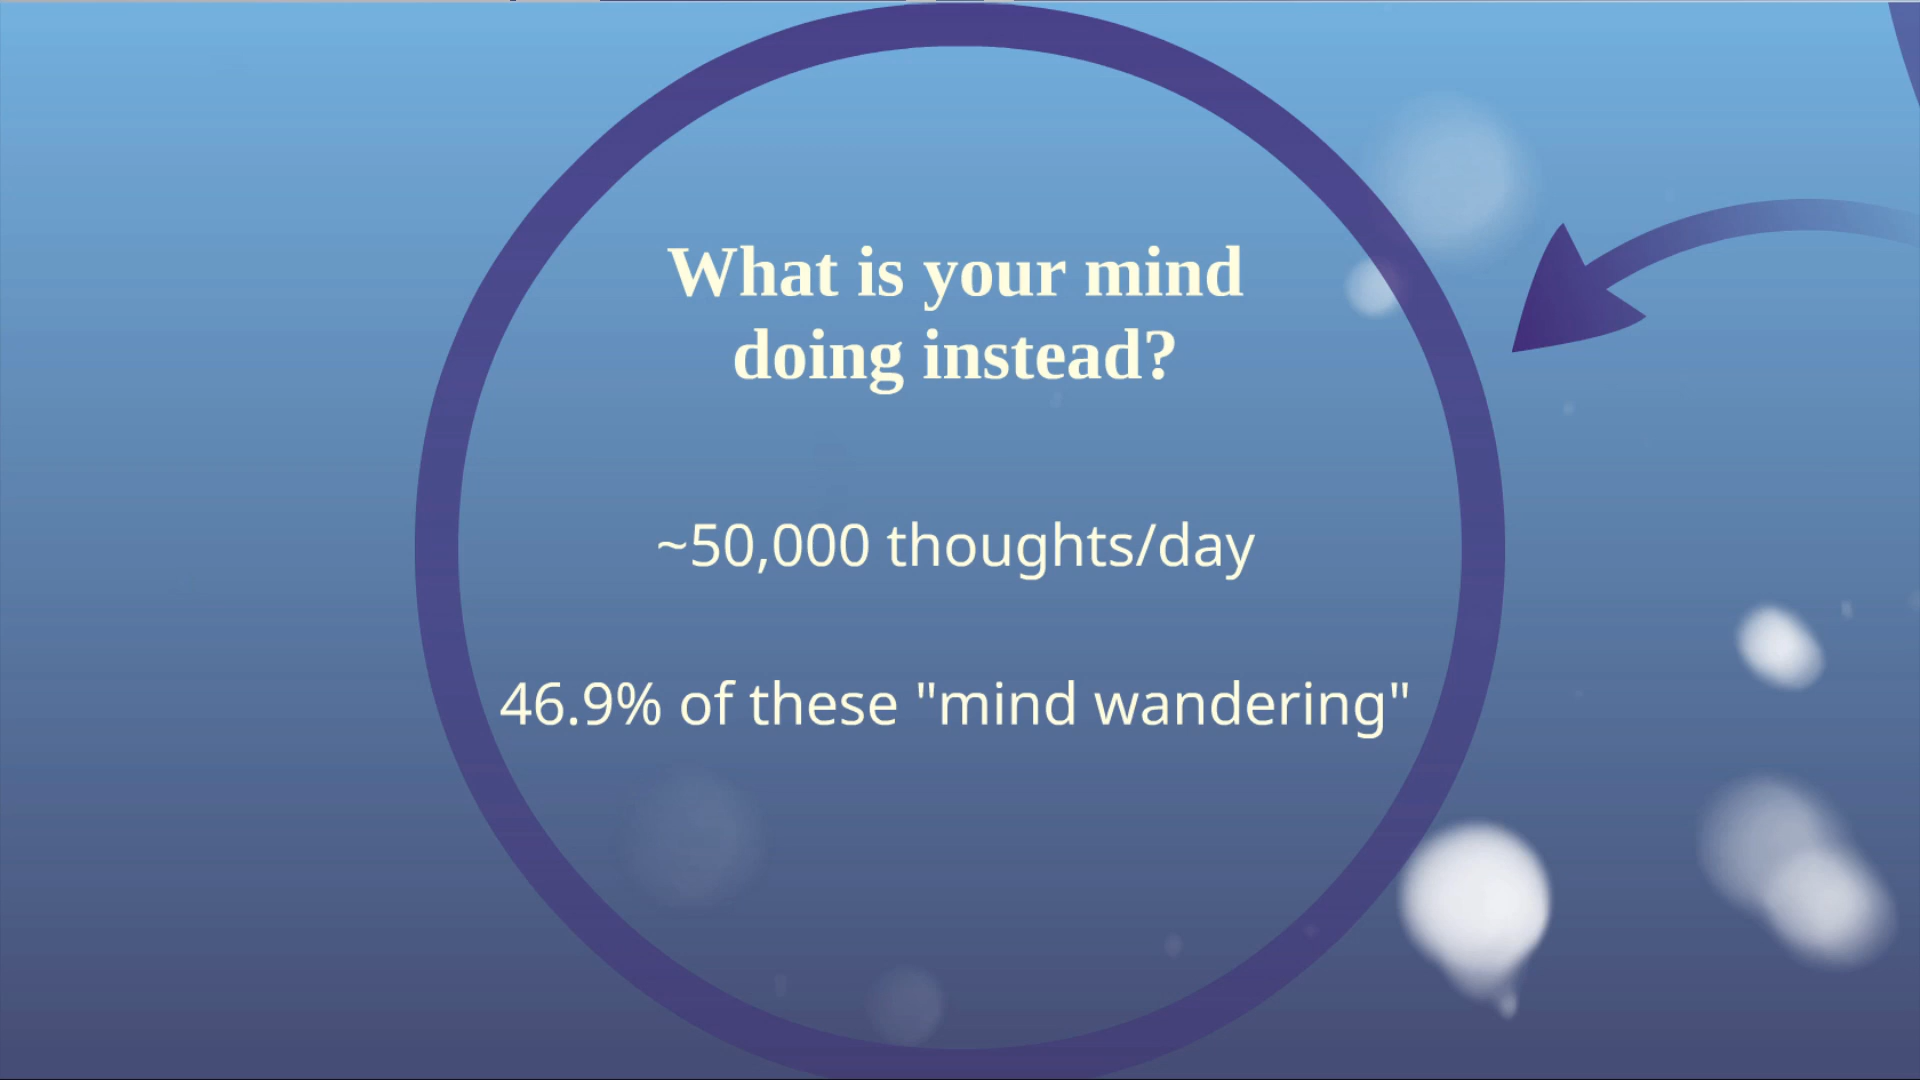 What is your mind
doing instead?
~50,000 thoughts/day
46.9% of these "mind wandering"